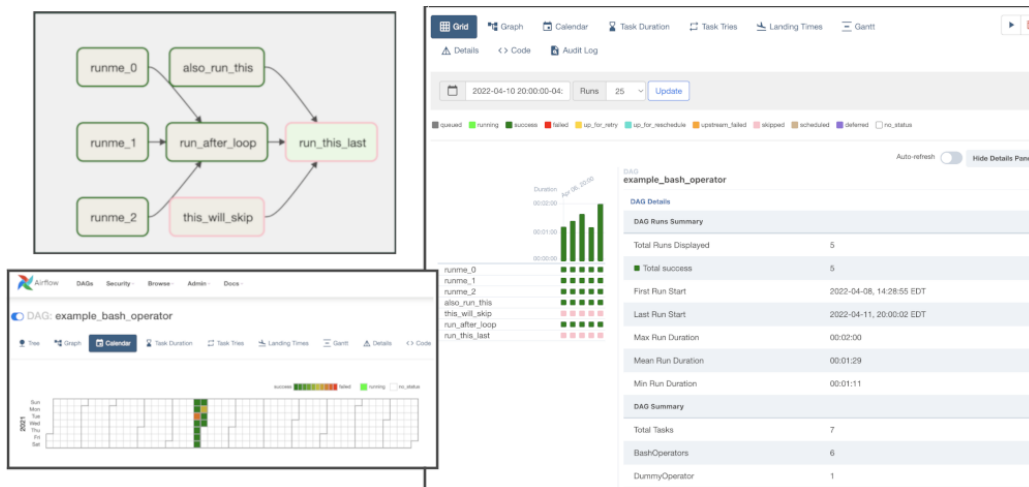 runme_0
also_run_this
runme_1
run_after_loop
run_this_last
runme_2
this_will_skip
Airflow DAGs Security Browse Admin Docs
DAG: example_bash_operator
Tree Graph Calendar Task Duration Task Tries Landing Times Gantt Details Code
success failed running no_status
2021
Sun
Mon
Tue
Wed
Thu
Fri
Sat
Grid Graph Calendar Task Duration Task Tries Landing Times Gantt
Details <> Code Audit Log
2022-04-10 20:00:00-04: Runs 25 Update
queued running success failed up_for_retry up_for_reschedule upstream_failed skipped scheduled deferred no_status
Auto-refresh Hide Details Pane
Duration Apr 08, 20:00
00:02:00
00:01:00
00:00:00
runme_0
runme_1
runme_2
also_run_this
this_will_skip
run_after_loop
run_this_last
DAG
example_bash_operator
DAG Details
DAG Runs Summary
Total Runs Displayed 5
Total success 5
First Run Start 2022-04-08, 14:28:55 EDT
Last Run Start 2022-04-11, 20:00:02 EDT
Max Run Duration 00:02:00
Mean Run Duration 00:01:29
Min Run Duration 00:01:11
DAG Summary
Total Tasks 7
BashOperators 6
DummyOperator 1